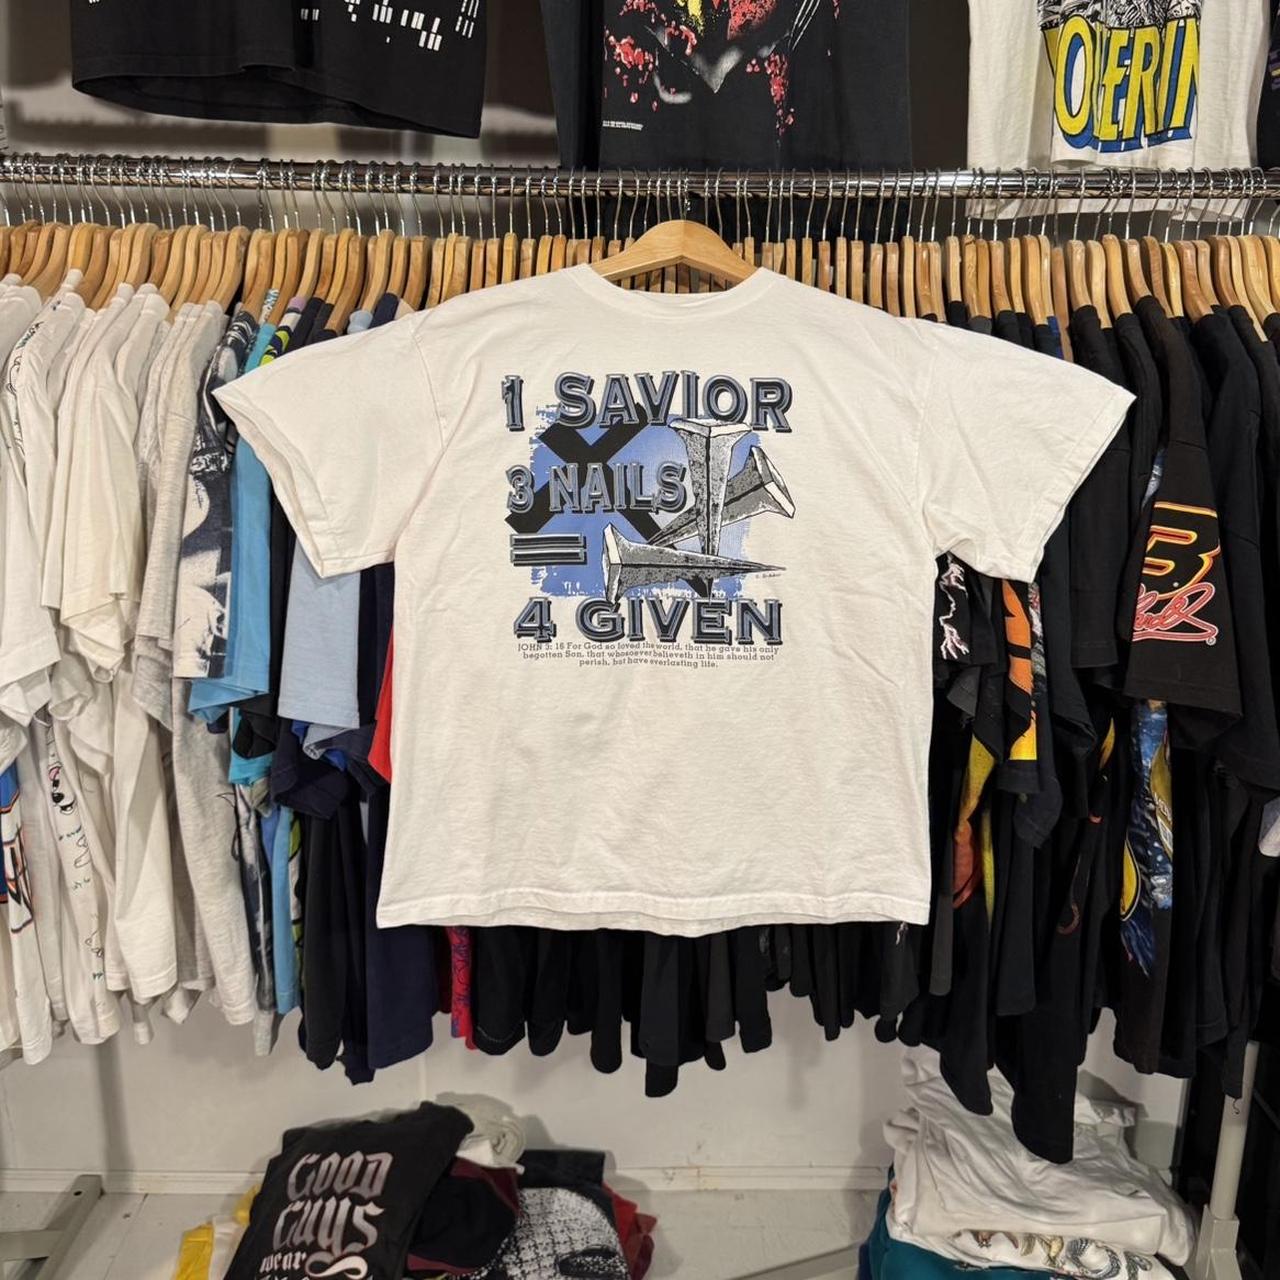 1 SAVIOR
3 NAILS
=
4 GIVEN
JOHN 3: 16 For God so loved the world, that he gave his only
begotten Son, that whosoever believeth in him should not
perish, but have everlasting life.
GOOD
GUYS
wear